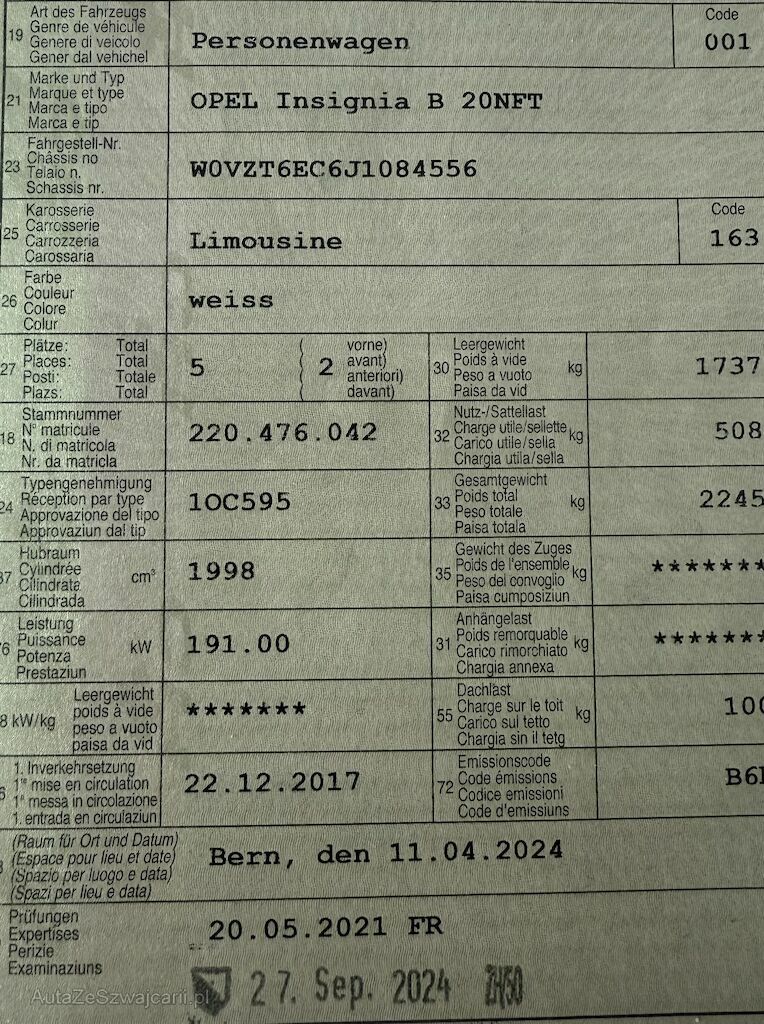 19 Art des Fahrzeugs
Genre de véhicule
Genere di veicolo
Gener dal vehichel
Personenwagen
Code
001
21 Marke und Typ
Marque et type
Marca e tipo
Marca e tip
OPEL Insignia B 20NFT
23 Fahrgestell-Nr.
Châssis no
Telaio n.
Schassis nr.
W0VZT6EC6J1084556
25 Karosserie
Carrosserie
Carrozzeria
Carossaria
Limousine
Code
163
26 Farbe
Couleur
Colore
Colur
weiss
27 Plätze: Total
Places: Total
Posti: Totale
Plazs: Total
5
( vorne)
( 2 avant)
( anteriori)
( davant)
30 Leergewicht
Poids à vide
Peso a vuoto
Paisa da vid
kg
1737
18 Stammnummer
N° matricule
N. di matricola
Nr. da matricla
220.476.042
32 Nutz-/Sattellast
Charge utile/sellette
Carico utile/sella
Chargia utila/sella
kg
508
24 Typengenehmigung
Réception par type
Approvazione del tipo
Approvaziun dal tip
1OC595
33 Gesamtgewicht
Poids total
Peso totale
Paisa totala
kg
2245
37 Hubraum
Cylindrée
Cilindrata
Cilindrada
cm³
1998
35 Gewicht des Zuges
Poids de l'ensemble
Peso del convoglio
Paisa cumposiziun
kg
*******
76 Leistung
Puissance
Potenza
Prestaziun
kW
191.00
31 Anhängelast
Poids remorquable
Carico rimorchiato
Chargia annexa
kg
*******
8 kW/kg
Leergewicht
poids à vide
peso a vuoto
paisa da vid
*******
55 Dachlast
Charge sur le toit
Carico sul tetto
Chargia sin il tetg
kg
100
6 1. Inverkehrsetzung
1re mise en circulation
1a messa in circolazione
1. entrada en circulaziun
22.12.2017
72 Emissionscode
Code émissions
Codice emissioni
Code d'emissiuns
B6
(Raum für Ort und Datum)
(Espace pour lieu et date)
(Spazio per luogo e data)
(Spazi per lieu e data)
Bern, den 11.04.2024
Prüfungen
Expertises
Perizie
Examinaziuns
20.05.2021 FR
27. Sep. 2024 ZH50
AutaZeSzwajcarii.pl